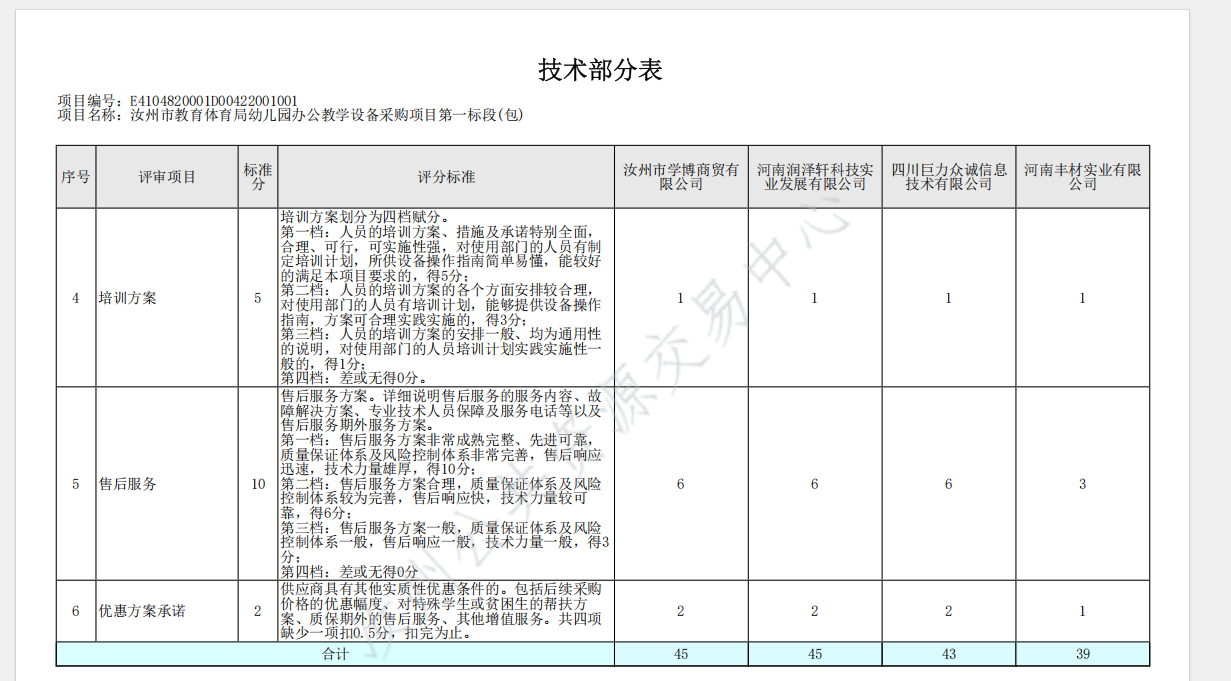 技术部分表
项目编号: E4104820001D00422001001
项目名称: 汝州市教育体育局幼儿园办公教学设备采购项目第一标段(包)
序号 评审项目 标准分 评分标准 汝州市学博商贸有限公司 河南润泽轩科技实业发展有限公司 四川巨力众诚信息技术有限公司 河南丰材实业有限公司
4 培训方案 5
培训方案划分为四档赋分。
第一档: 人员的培训方案、措施及承诺特别全面,
合理、可行, 可实施性强, 对使用部门的人员有制
定培训计划, 所供设备操作指南简单易懂, 能较好
的满足本项目要求的, 得5分;
第二档: 人员的培训方案的各个方面安排较合理,
对使用部门的人员有培训计划, 能够提供设备操作
指南, 方案可合理实践实施的, 得3分;
第三档: 人员的培训方案的安排一般、均为通用性
的说明, 对使用部门的人员培训计划实践实施性一
般的, 得1分;
第四档: 差或无得0分。
1 1 1 1
5 售后服务 10
售后服务方案。详细说明售后服务的服务内容、故
障解决方案、专业技术人员保障及服务电话等以及
售后服务期外服务方案。
第一档: 售后服务方案非常成熟完整、先进可靠,
质量保证体系及风险控制体系非常完善, 售后响应
迅速, 技术力量雄厚, 得10分;
第二档: 售后服务方案合理, 质量保证体系及风险
控制体系较为完善, 售后响应快, 技术力量较可
靠, 得6分;
第三档: 售后服务方案一般, 质量保证体系及风险
控制体系一般, 售后响应一般, 技术力量一般, 得3
分;
第四档: 差或无得0分
6 6 6 3
6 优惠方案承诺 2
供应商具有其他实质性优惠条件的。包括后续采购
价格的优惠幅度、对特殊学生或贫困生的帮扶方
案、质保期外的售后服务、其他增值服务。共四项
缺少一项扣0.5分, 扣完为止。
2 2 2 1
合计 45 45 43 39
汝州公共资源交易中心